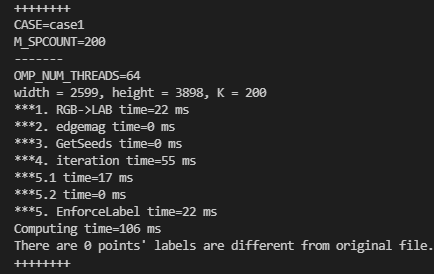 ++++++++
CASE=case1
M_SPCOUNT=200
-------
OMP_NUM_THREADS=64
width = 2599, height = 3898, K = 200
***1. RGB->LAB time=22 ms
***2. edgemag time=0 ms
***3. GetSeeds time=0 ms
***4. iteration time=55 ms
***5.1 time=17 ms
***5.2 time=0 ms
***5. EnforceLabel time=22 ms
Computing time=106 ms
There are 0 points' labels are different from original file.
++++++++